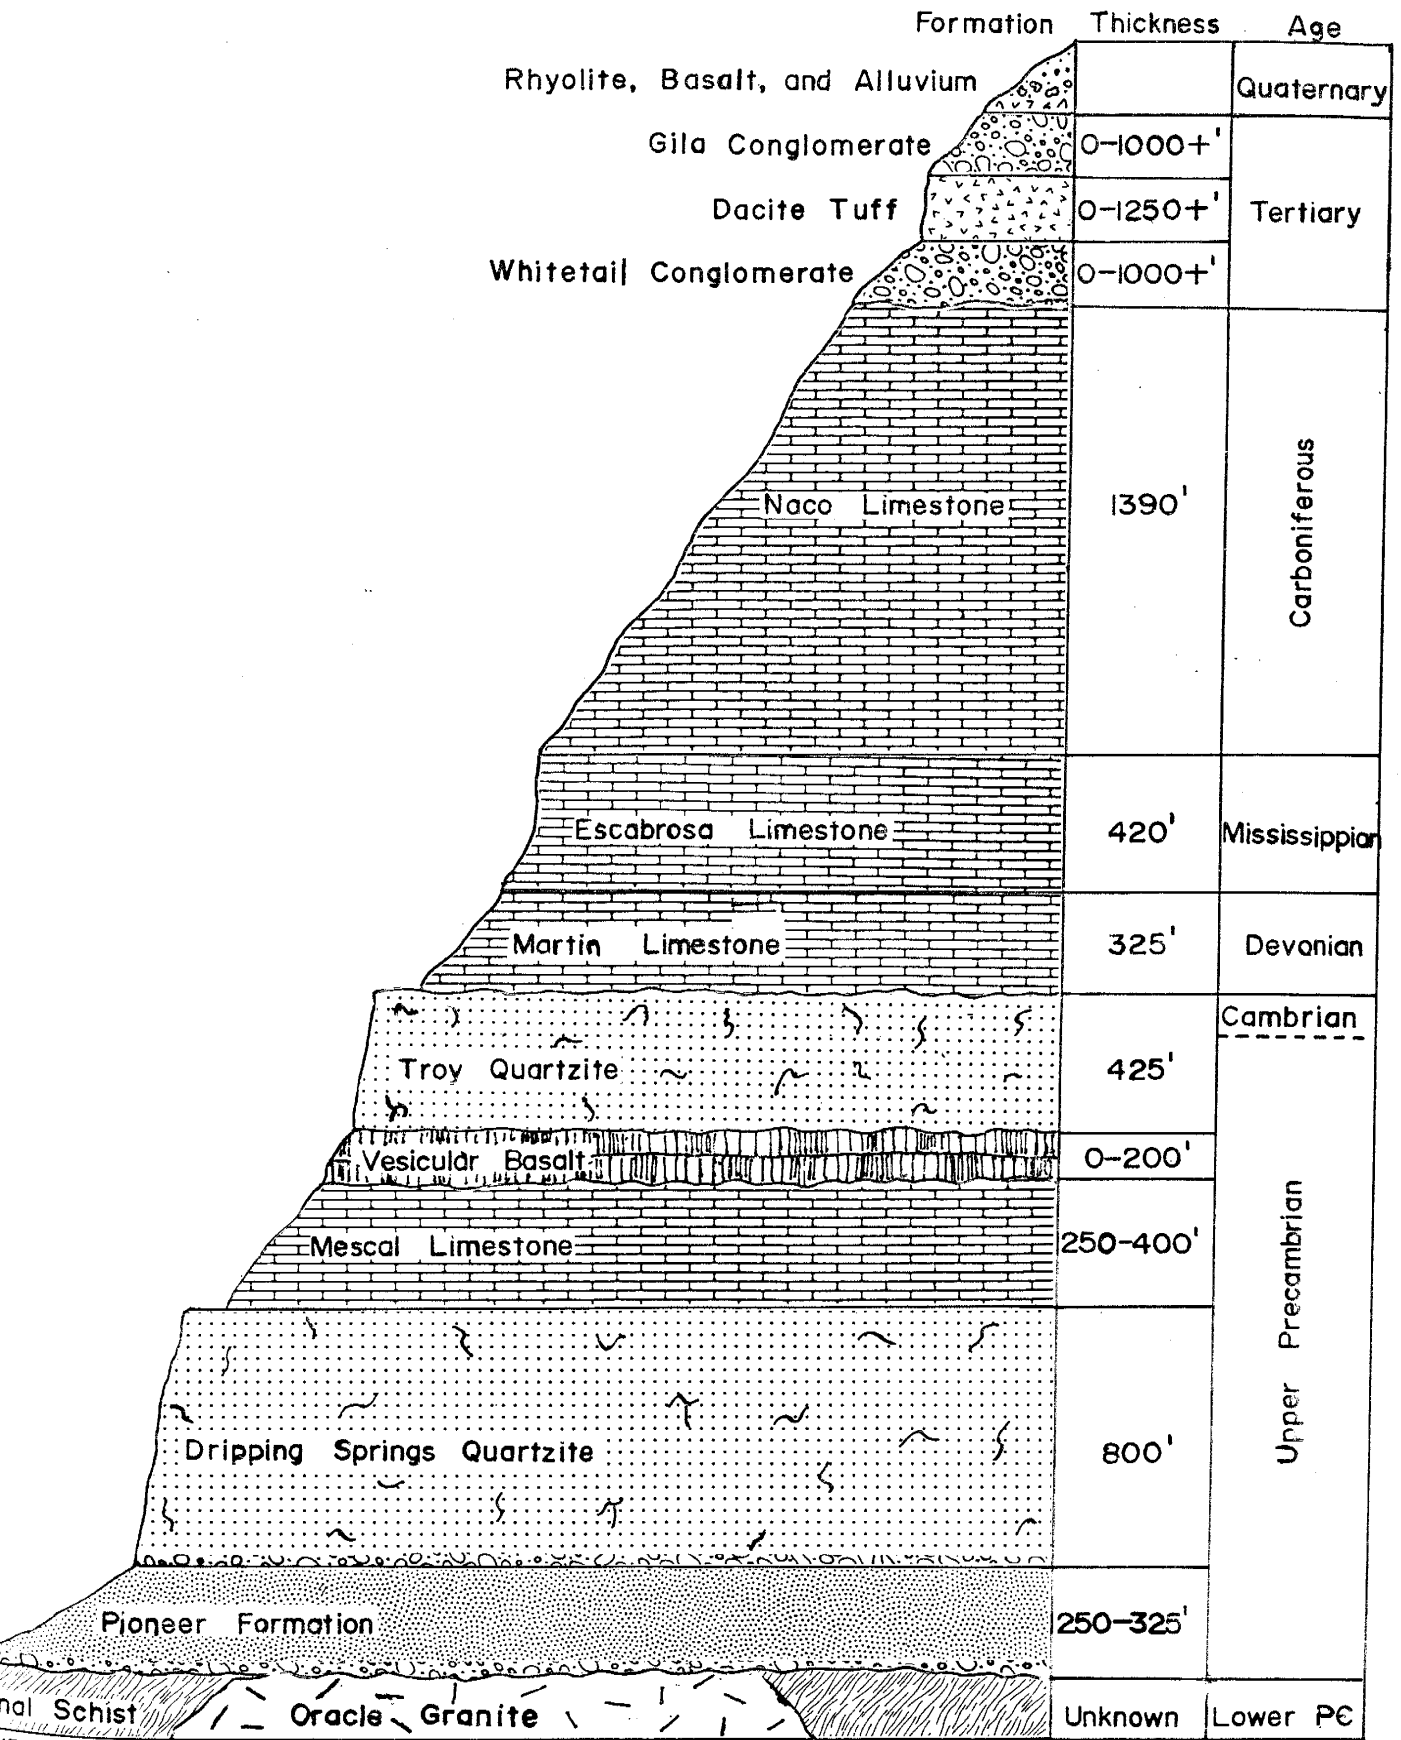 Formation Thickness Age
Rhyolite, Basalt, and Alluvium Quaternary
Gila Conglomerate 0-1000+'
Dacite Tuff 0-1250+' Tertiary
Whitetail Conglomerate 0-1000+'
Naco Limestone 1390' Carboniferous
Escabrosa Limestone 420' Mississippian
Martin Limestone 325' Devonian
Cambrian
Troy Quartzite 425'
Vesicular Basalt 0-200'
Mescal Limestone 250-400'
Upper Precambrian
Dripping Springs Quartzite 800'
Pioneer Formation 250-325'
nal Schist Oracle Granite Unknown Lower PЄ